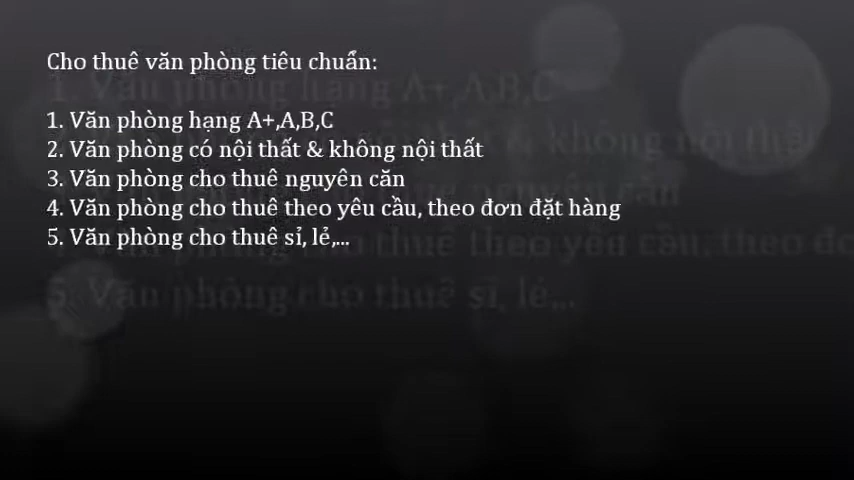 Cho thuê văn phòng tiêu chuẩn:
1. Văn phòng hạng A+,A,B,C
2. Văn phòng có nội thất & không nội thất
3. Văn phòng cho thuê nguyên căn
4. Văn phòng cho thuê theo yêu cầu, theo đơn đặt hàng
5. Văn phòng cho thuê sỉ, lẻ,...